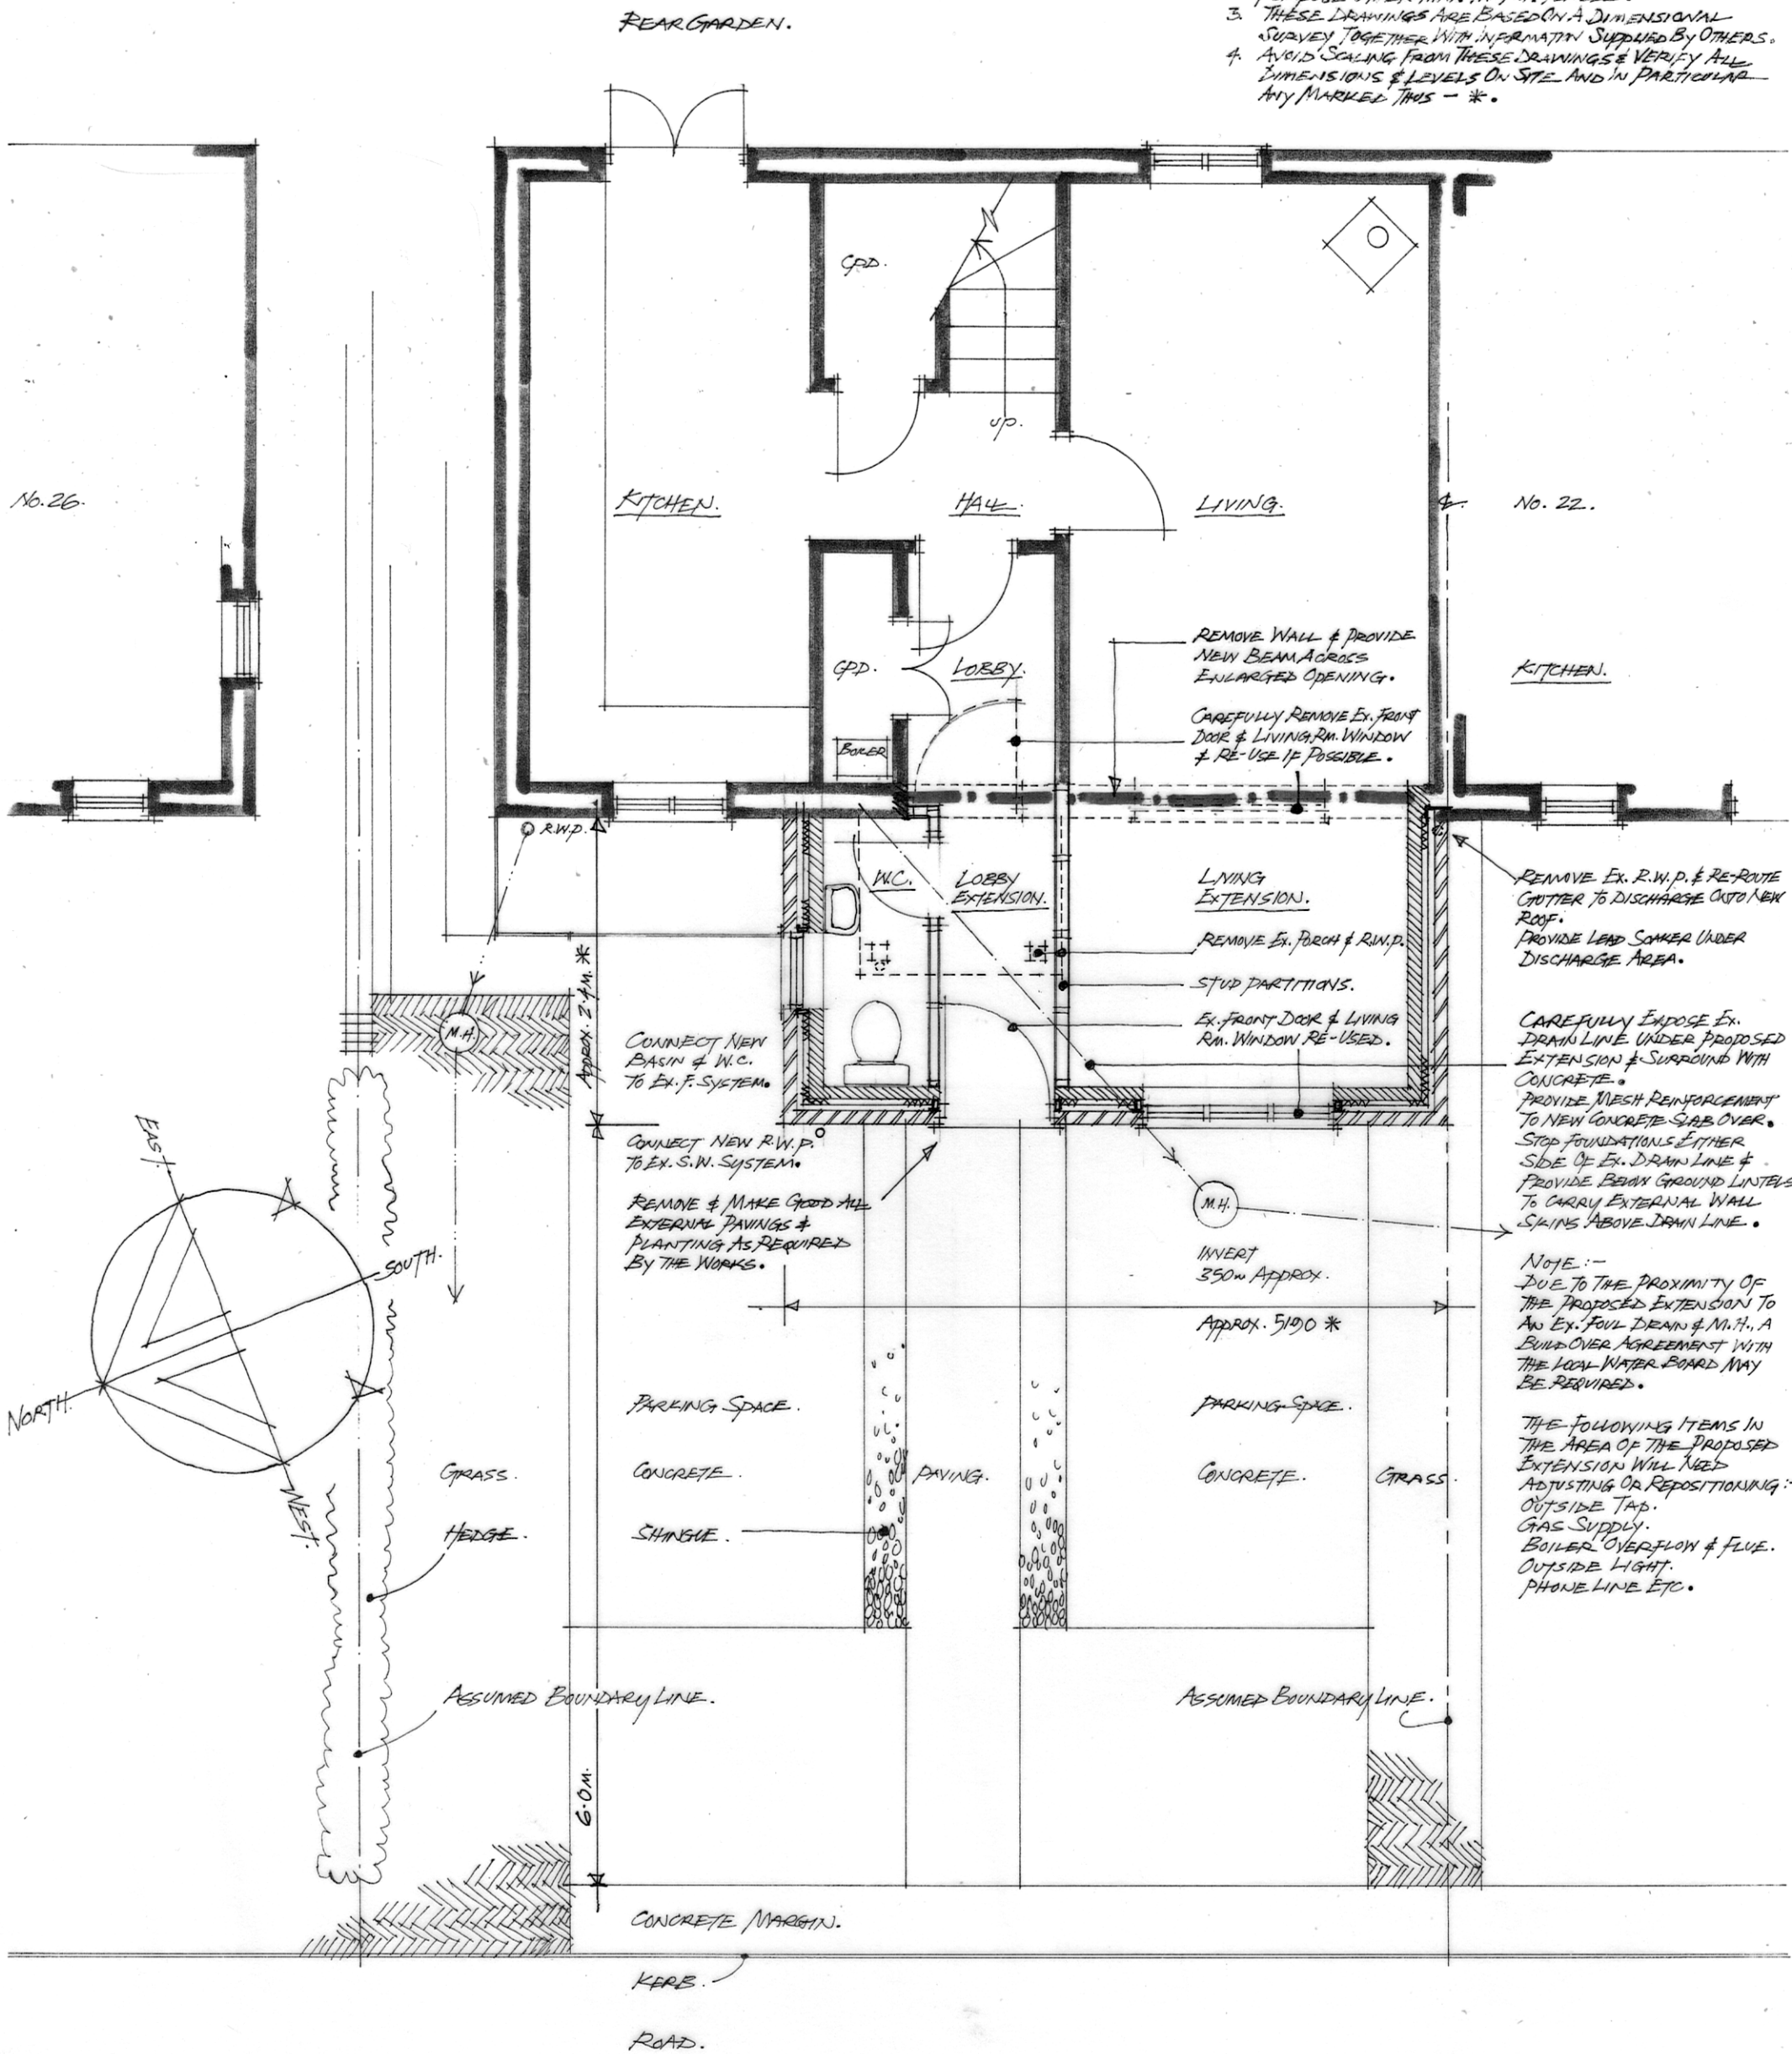 REAR GARDEN.
3. THESE DRAWINGS ARE BASED ON A DIMENSIONAL
SURVEY TOGETHER WITH INFORMATIN SUPPLIED BY OTHERS.
4. AVOID SCALING FROM THESE DRAWINGS & VERIFY ALL
DIMENSIONS & LEVELS ON SITE AND IN PARTICULAR
ANY MARKED THUS - *.
CPD.
UP.
No. 26.
KITCHEN.
HALL.
LIVING.
No. 22.
REMOVE WALL & PROVIDE
NEW BEAM ACROSS
ENLARGED OPENING.
CPD.
LOBBY.
KITCHEN.
CAREFULLY REMOVE EX. FRONT
DOOR & LIVING RM. WINDOW
& RE-USE IF POSSIBLE.
BOILER
R.W.P.
W.C.
LOBBY
EXTENSION.
LIVING
EXTENSION.
REMOVE EX. R.W.P. & RE-ROUTE
GUTTER TO DISCHARGE ONTO NEW
ROOF.
PROVIDE LEAD SOAKER UNDER
DISCHARGE AREA.
REMOVE EX. PORCH & R.W.P.
STUD PARTITIONS.
EX. FRONT DOOR & LIVING
RM. WINDOW RE-USED.
APPROX. 2.4M. *
M.H.
CONNECT NEW
BASIN & W.C.
TO EX. F. SYSTEM.
CAREFULLY EXPOSE EX.
DRAIN LINE UNDER PROPOSED
EXTENSION & SURROUND WITH
CONCRETE.
PROVIDE MESH REINFORCEMENT
TO NEW CONCRETE SLAB OVER.
STOP FOUNDATIONS EITHER
SIDE OF EX. DRAIN LINE &
PROVIDE BELOW GROUND LINTELS
TO CARRY EXTERNAL WALL
SKINS ABOVE DRAIN LINE.
CONNECT NEW R.W.P.
TO EX. S.W. SYSTEM.
REMOVE & MAKE GOOD ALL
EXTERNAL PAVINGS &
PLANTING AS REQUIRED
BY THE WORKS.
M.H.
INVERT
350m APPROX.
APPROX. 5190 *
EAST.
SOUTH.
NORTH.
WEST.
NOTE :-
DUE TO THE PROXIMITY OF
THE PROPOSED EXTENSION TO
AN EX. FOUL DRAIN & M.H., A
BUILD OVER AGREEMENT WITH
THE LOCAL WATER BOARD MAY
BE REQUIRED.
PARKING SPACE.
PARKING SPACE.
GRASS.
CONCRETE.
PAVING.
CONCRETE.
GRASS.
HEDGE.
SHINGLE.
THE FOLLOWING ITEMS IN
THE AREA OF THE PROPOSED
EXTENSION WILL NEED
ADJUSTING OR REPOSITIONING :-
OUTSIDE TAP.
GAS SUPPLY.
BOILER OVERFLOW & FLUE.
OUTSIDE LIGHT.
PHONE LINE ETC.
ASSUMED BOUNDARY LINE.
ASSUMED BOUNDARY LINE.
6.0M.
CONCRETE MARGIN.
KERB.
ROAD.